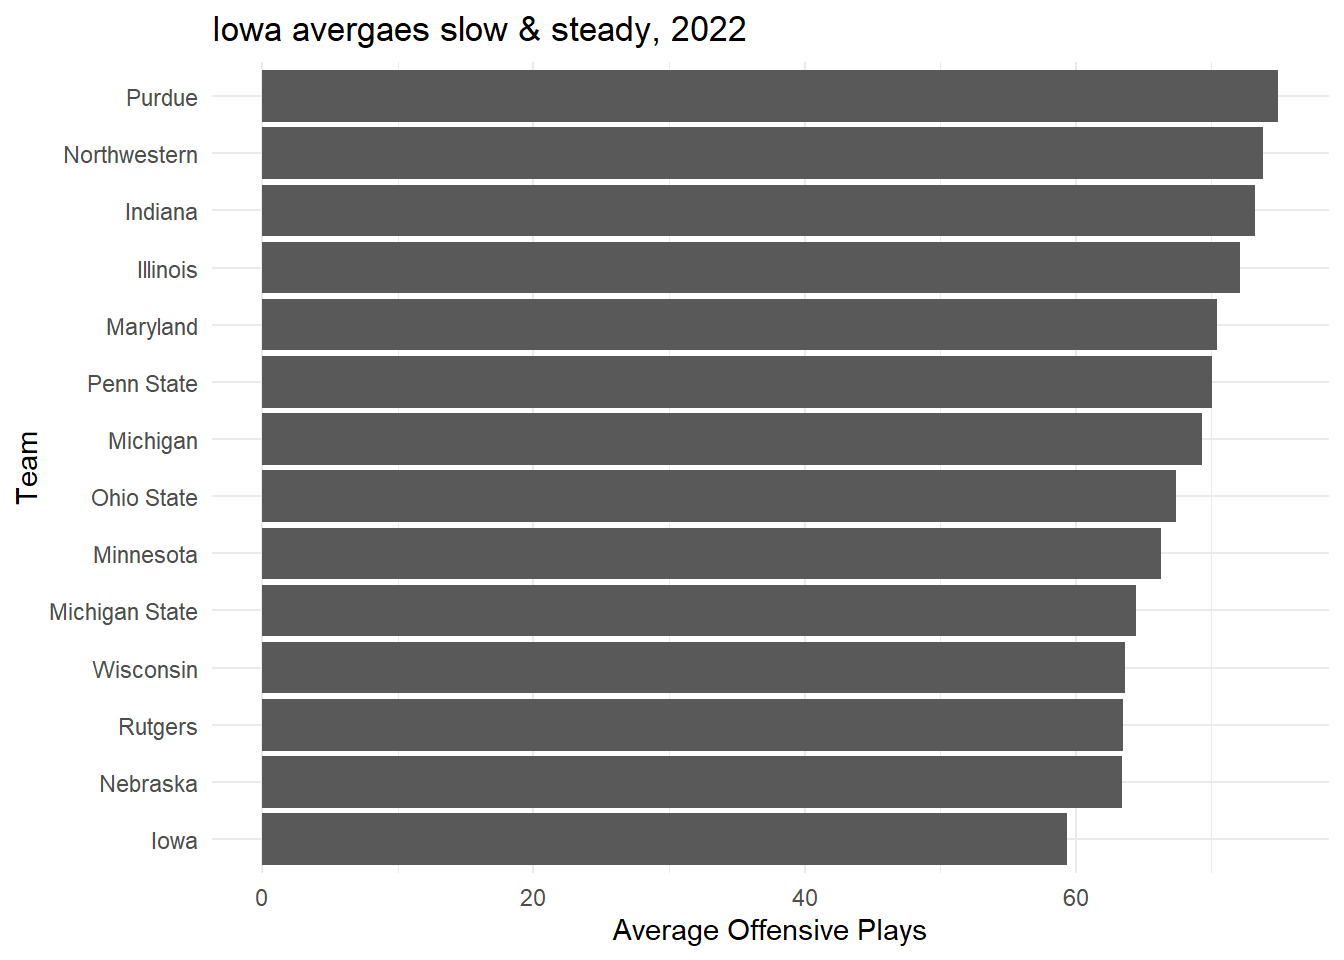 Iowa avergaes slow & steady, 2022
Purdue
Northwestern
Indiana
Illinois
Maryland
Penn State
Michigan
Ohio State
Minnesota
Michigan State
Wisconsin
Rutgers
Nebraska
Iowa
Team
0 20 40 60
Average Offensive Plays